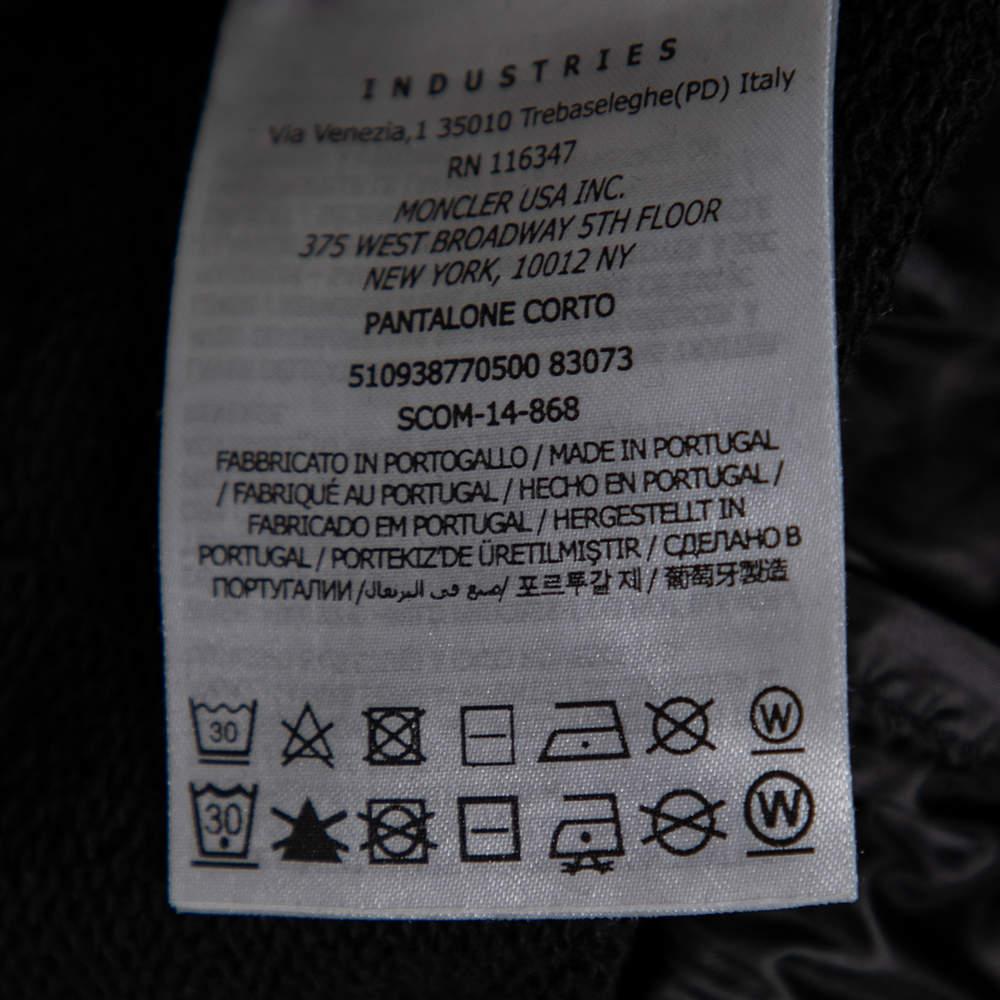 INDUSTRIES
Via Venezia,1 35010 Trebaseleghe(PD) Italy
RN 116347
MONCLER USA INC.
375 WEST BROADWAY 5TH FLOOR
NEW YORK, 10012 NY
PANTALONE CORTO
510938770500 83073
SCOM-14-868
FABBRICATO IN PORTOGALLO / MADE IN PORTUGAL
/ FABRIQUÉ AU PORTUGAL / HECHO EN PORTUGAL /
FABRICADO EM PORTUGAL / HERGESTELLT IN
PORTUGAL / PORTEKIZ'DE ÜRETILMIŞTIR / СДЕЛАНО В
ПОРТУГАЛИИ /صنع في البرتغال/ 포르투갈 제 / 葡萄牙製造
30 W
30 W